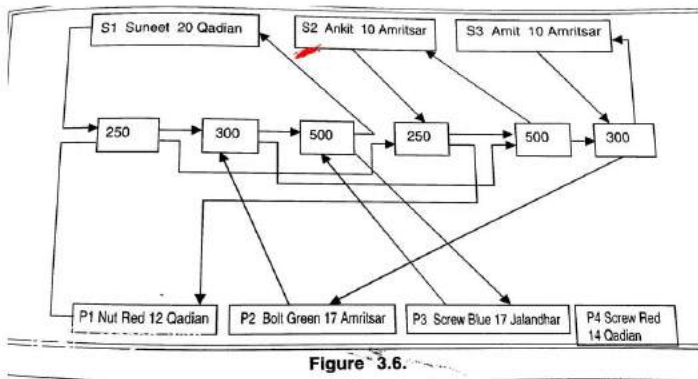 S1 Suneet 20 Qadian
S2 Ankit 10 Amritsar
S3 Amit 10 Amritsar
250
300
500
250
500
300
P1 Nut Red 12 Qadian
P2 Bolt Green 17 Amritsar
P3 Screw Blue 17 Jalandhar
P4 Screw Red
14 Qadian
Figure 3.6.